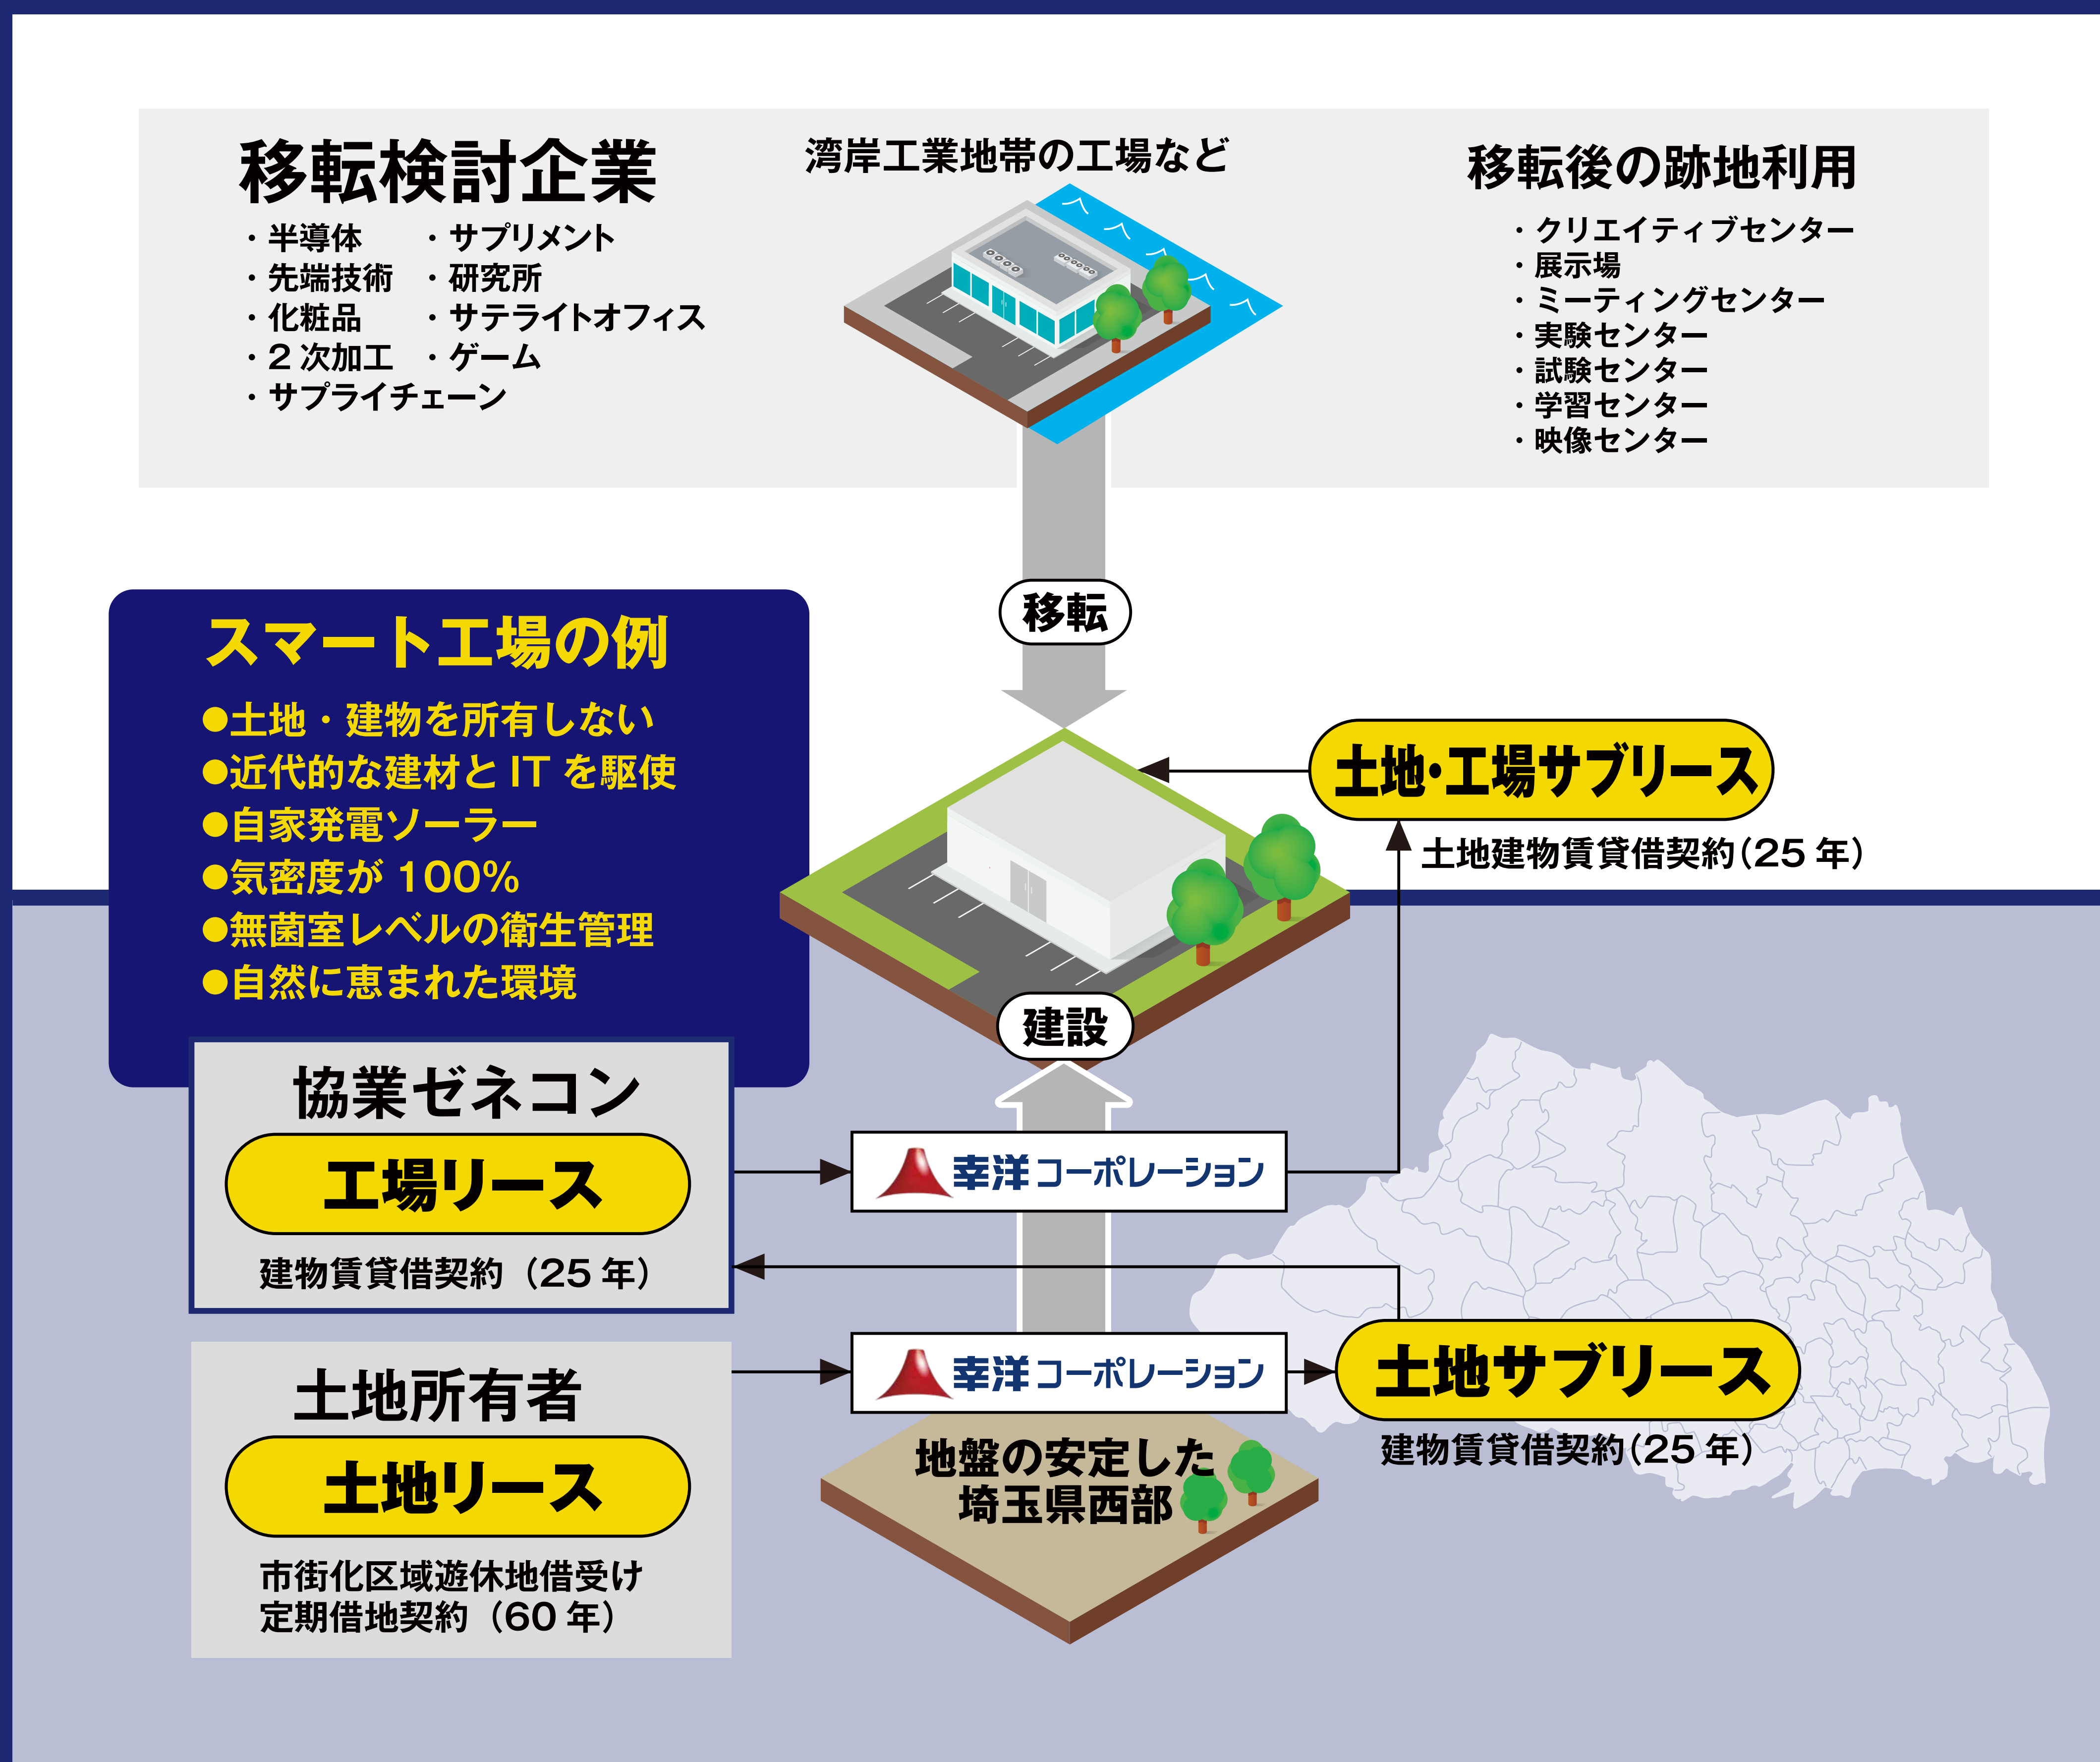 移転検討企業
・半導体
・先端技術
・化粧品
・2次加工
・サプライチェーン
・サプリメント
・研究所
・サテライトオフィス
・ゲーム
湾岸工業地帯の工場など
移転後の跡地利用
・クリエイティブセンター
・展示場
・ミーティングセンター
・実験センター
・試験センター
・学習センター
・映像センター
移転
スマート工場の例
●土地・建物を所有しない
●近代的な建材とITを駆使
●自家発電ソーラー
●気密度が100%
●無菌室レベルの衛生管理
●自然に恵まれた環境
土地・工場サブリース
土地建物賃貸借契約(25年)
建設
協業ゼネコン
工場リース
建物賃貸借契約(25年)
幸洋コーポレーション
土地所有者
土地リース
市街化区域遊休地借受け
定期借地契約(60年)
幸洋コーポレーション
土地サブリース
建物賃貸借契約(25年)
地盤の安定した
埼玉県西部